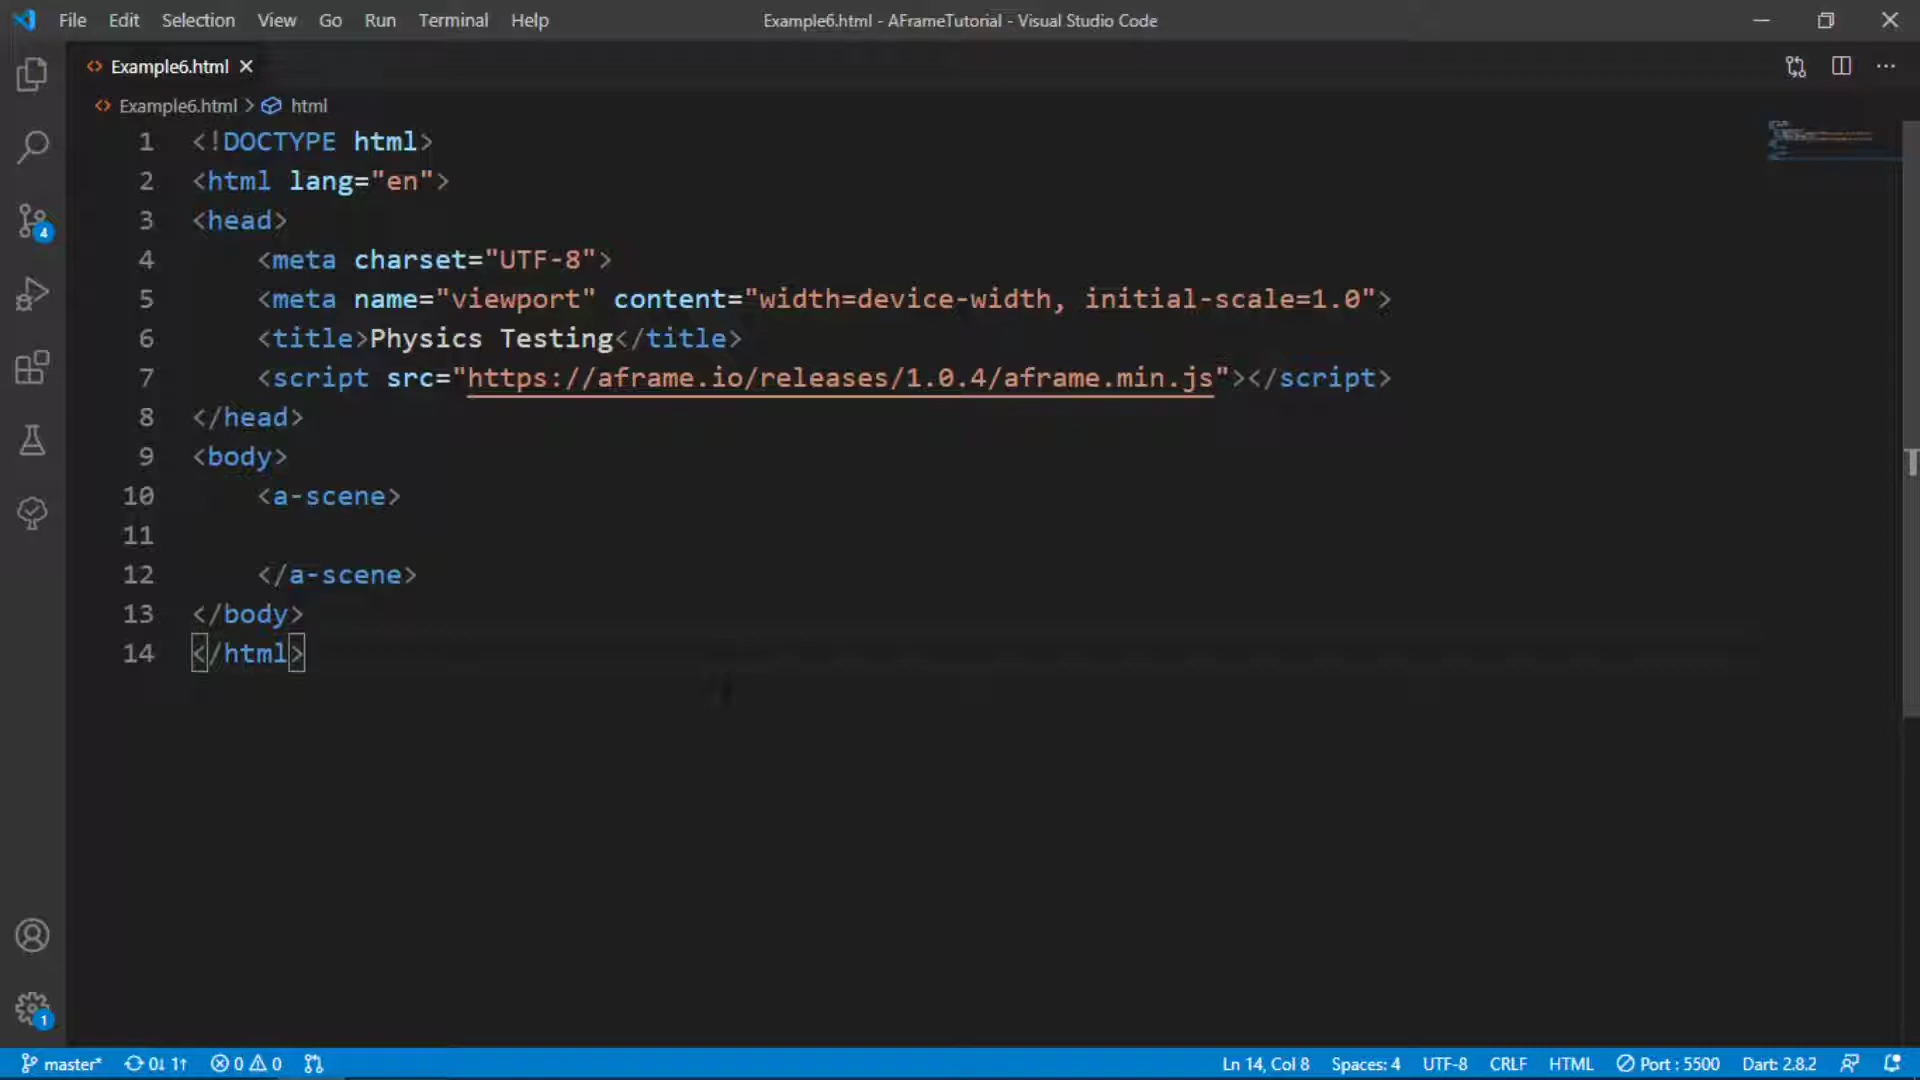 File Edit Selection View Go Run Terminal Help Example6.html - AFrameTutorial - Visual Studio Code
Example6.html
Example6.html > html
1 <!DOCTYPE html>
2 <html lang="en">
3 <head>
4 <meta charset="UTF-8">
5 <meta name="viewport" content="width=device-width, initial-scale=1.0">
6 <title>Physics Testing</title>
7 <script src="https://aframe.io/releases/1.0.4/aframe.min.js"></script>
8 </head>
9 <body>
10 <a-scene>
11
12 </a-scene>
13 </body>
14 </html>
4
1
master* 0↓ 1↑ 0 0 Ln 14, Col 8 Spaces: 4 UTF-8 CRLF HTML Port : 5500 Dart: 2.8.2